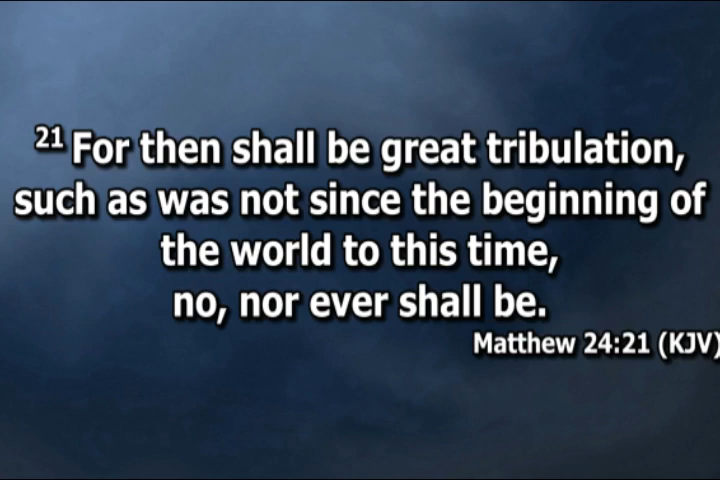 21 For then shall be great tribulation,
such as was not since the beginning of
the world to this time,
no, nor ever shall be.
Matthew 24:21 (KJV)